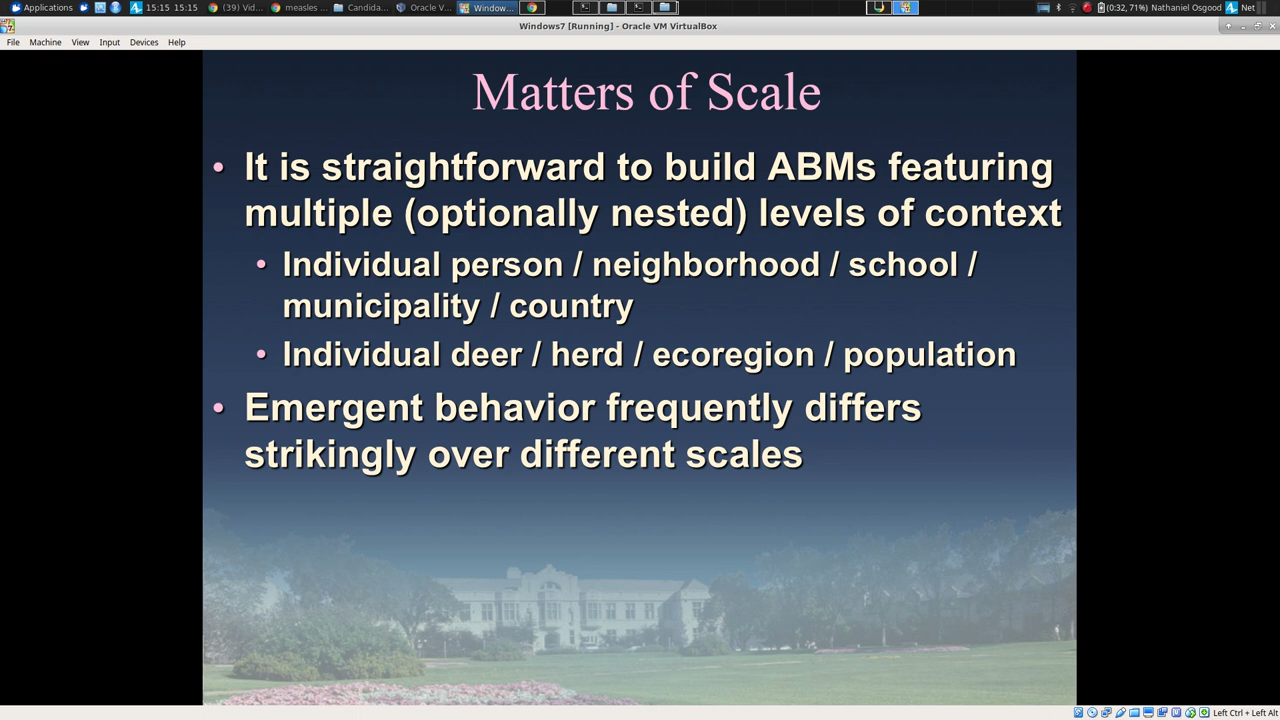 Applications
15:15 15:15
(39) Vid...
measles ...
Candida...
Oracle V...
Window...
(0:32, 71%) Nathaniel Osgood
Net
Windows7 [Running] - Oracle VM VirtualBox
File Machine View Input Devices Help
Matters of Scale
• It is straightforward to build ABMs featuring
multiple (optionally nested) levels of context
• Individual person / neighborhood / school /
municipality / country
• Individual deer / herd / ecoregion / population
• Emergent behavior frequently differs
strikingly over different scales
Left Ctrl + Left Alt